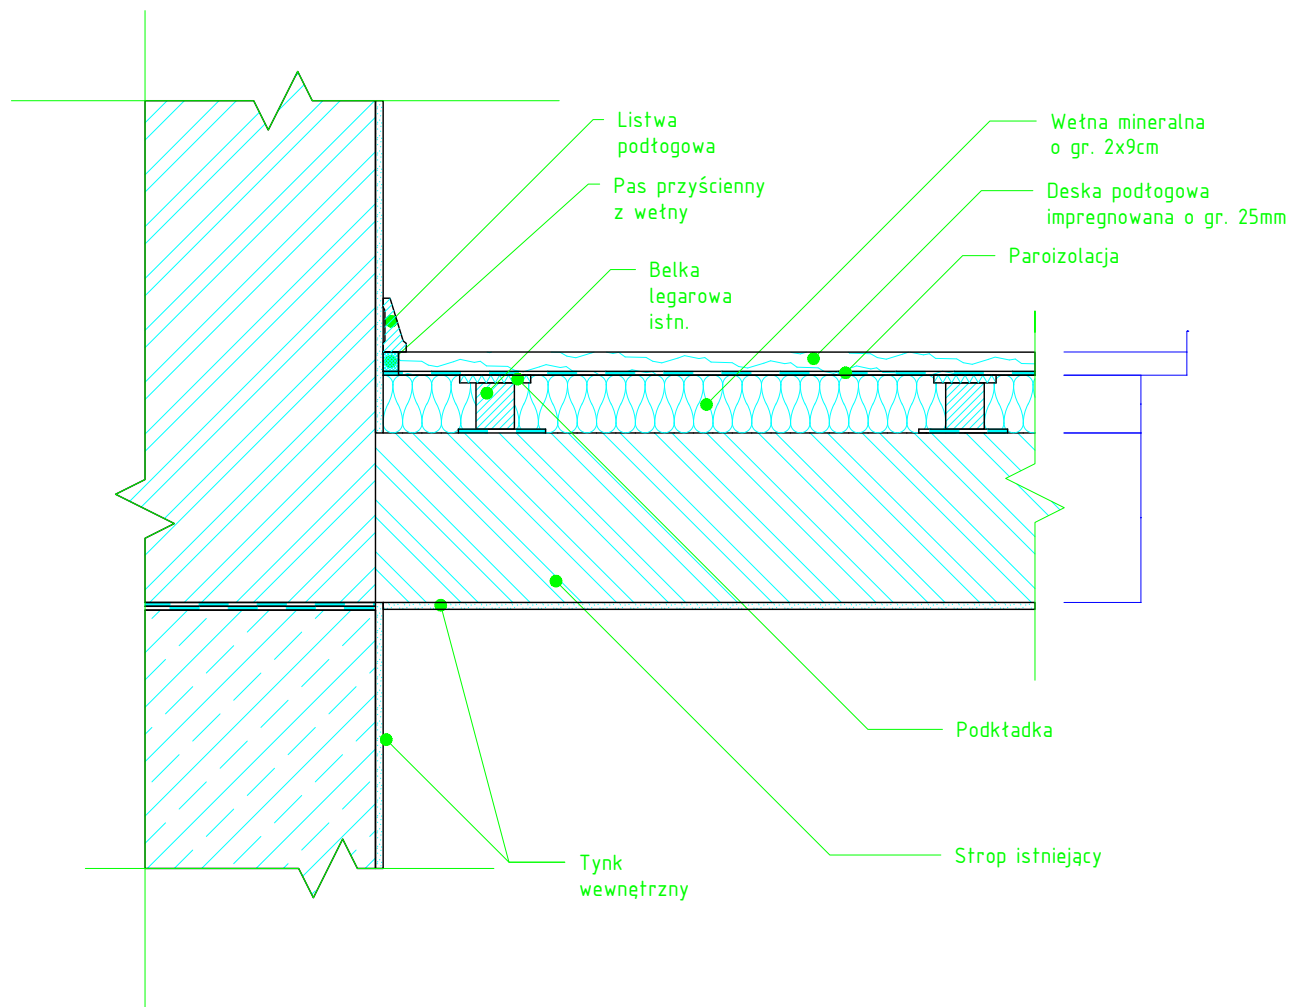 Listwa
podłogowa
Pas przyścienny
z wełny
Belka
legarowa
istn.
Wełna mineralna
o gr. 2x9cm
Deska podłogowa
impregnowana o gr. 25mm
Paroizolacja
Podkładka
Strop istniejący
Tynk
wewnętrzny